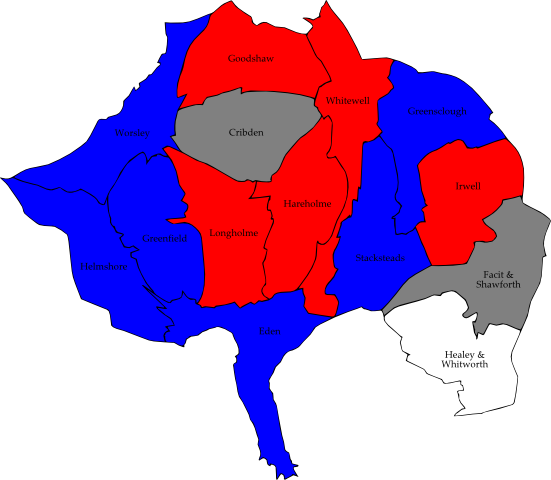 Goodshaw
Whitewell
Greensclough
Worsley
Cribden
Irwell
Hareholme
Longholme
Greenfield
Stacksteads
Helmshore
Facit &
Shawforth
Eden
Healey &
Whitworth